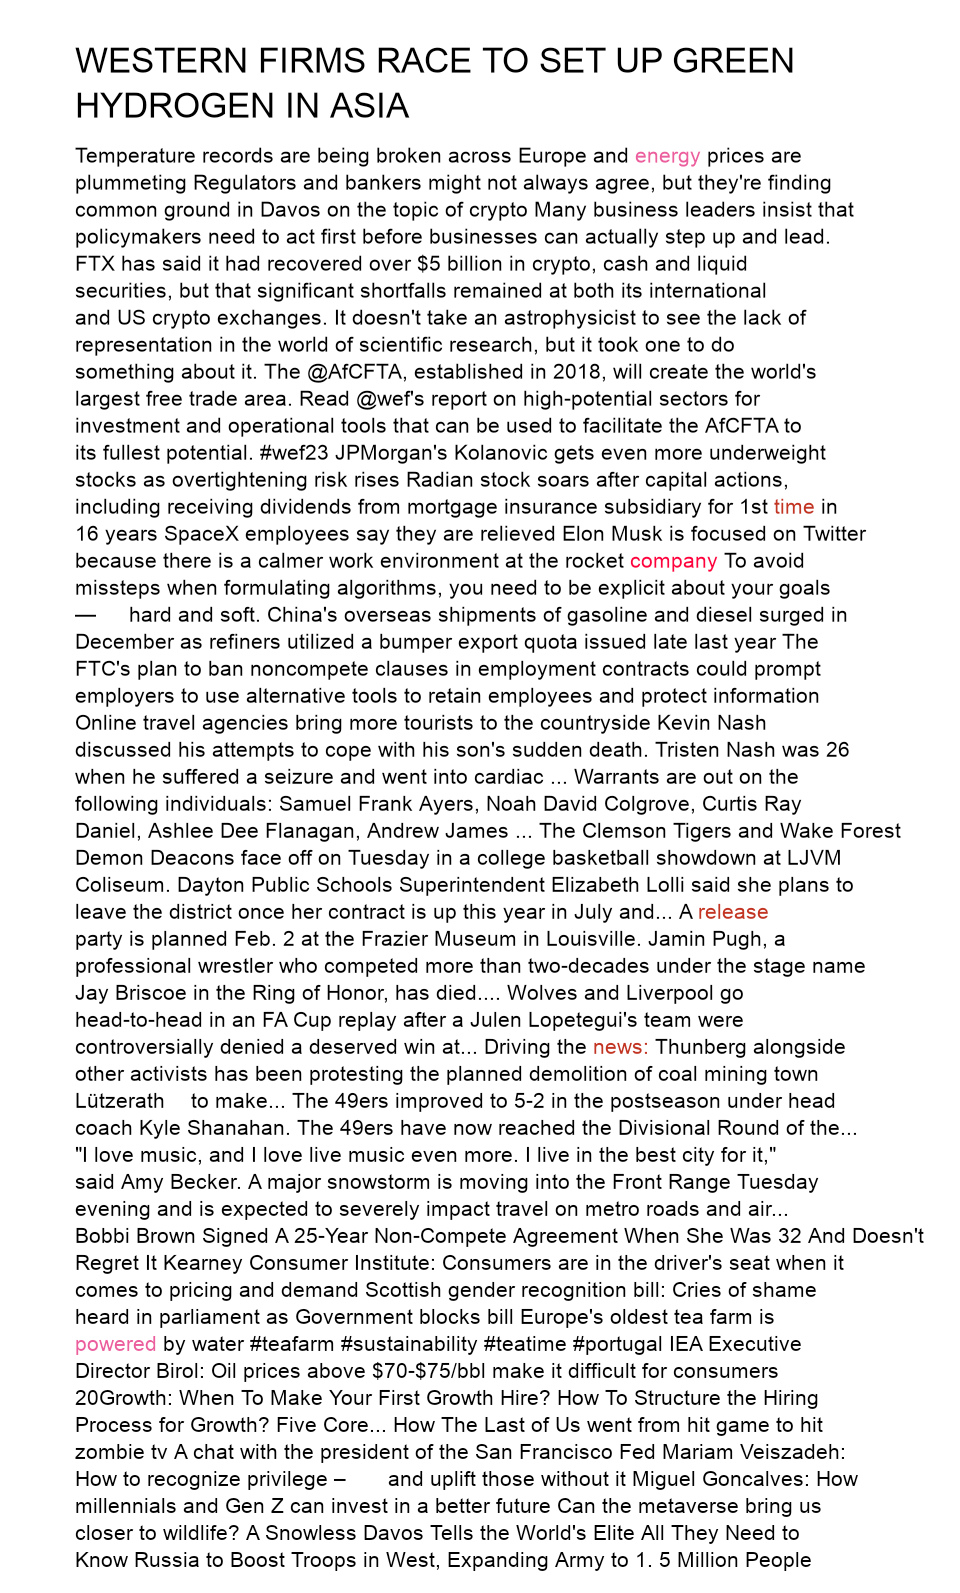 WESTERN FIRMS RACE TO SET UP GREEN
HYDROGEN IN ASIA
Temperature records are being broken across Europe and energy prices are
plummeting Regulators and bankers might not always agree, but they're finding
common ground in Davos on the topic of crypto Many business leaders insist that
policymakers need to act first before businesses can actually step up and lead.
FTX has said it had recovered over $5 billion in crypto, cash and liquid
securities, but that significant shortfalls remained at both its international
and US crypto exchanges. It doesn't take an astrophysicist to see the lack of
representation in the world of scientific research, but it took one to do
something about it. The @AfCFTA, established in 2018, will create the world's
largest free trade area. Read @wef's report on high-potential sectors for
investment and operational tools that can be used to facilitate the AfCFTA to
its fullest potential. #wef23 JPMorgan's Kolanovic gets even more underweight
stocks as overtightening risk rises Radian stock soars after capital actions,
including receiving dividends from mortgage insurance subsidiary for 1st time in
16 years SpaceX employees say they are relieved Elon Musk is focused on Twitter
because there is a calmer work environment at the rocket company To avoid
missteps when formulating algorithms, you need to be explicit about your goals
— hard and soft. China's overseas shipments of gasoline and diesel surged in
December as refiners utilized a bumper export quota issued late last year The
FTC's plan to ban noncompete clauses in employment contracts could prompt
employers to use alternative tools to retain employees and protect information
Online travel agencies bring more tourists to the countryside Kevin Nash
discussed his attempts to cope with his son's sudden death. Tristen Nash was 26
when he suffered a seizure and went into cardiac ... Warrants are out on the
following individuals: Samuel Frank Ayers, Noah David Colgrove, Curtis Ray
Daniel, Ashlee Dee Flanagan, Andrew James ... The Clemson Tigers and Wake Forest
Demon Deacons face off on Tuesday in a college basketball showdown at LJVM
Coliseum. Dayton Public Schools Superintendent Elizabeth Lolli said she plans to
leave the district once her contract is up this year in July and... A release
party is planned Feb. 2 at the Frazier Museum in Louisville. Jamin Pugh, a
professional wrestler who competed more than two-decades under the stage name
Jay Briscoe in the Ring of Honor, has died.... Wolves and Liverpool go
head-to-head in an FA Cup replay after a Julen Lopetegui's team were
controversially denied a deserved win at... Driving the news: Thunberg alongside
other activists has been protesting the planned demolition of coal mining town
Lützerath to make... The 49ers improved to 5-2 in the postseason under head
coach Kyle Shanahan. The 49ers have now reached the Divisional Round of the...
"I love music, and I love live music even more. I live in the best city for it,"
said Amy Becker. A major snowstorm is moving into the Front Range Tuesday
evening and is expected to severely impact travel on metro roads and air...
Bobbi Brown Signed A 25-Year Non-Compete Agreement When She Was 32 And Doesn't
Regret It Kearney Consumer Institute: Consumers are in the driver's seat when it
comes to pricing and demand Scottish gender recognition bill: Cries of shame
heard in parliament as Government blocks bill Europe's oldest tea farm is
powered by water #teafarm #sustainability #teatime #portugal IEA Executive
Director Birol: Oil prices above $70-$75/bbl make it difficult for consumers
20Growth: When To Make Your First Growth Hire? How To Structure the Hiring
Process for Growth? Five Core... How The Last of Us went from hit game to hit
zombie tv A chat with the president of the San Francisco Fed Mariam Veiszadeh:
How to recognize privilege – and uplift those without it Miguel Goncalves: How
millennials and Gen Z can invest in a better future Can the metaverse bring us
closer to wildlife? A Snowless Davos Tells the World's Elite All They Need to
Know Russia to Boost Troops in West, Expanding Army to 1. 5 Million People